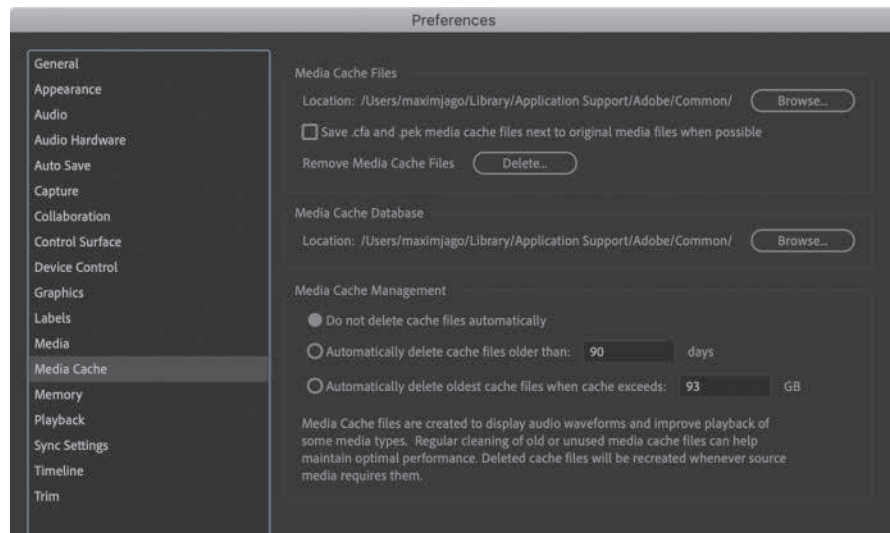 Preferences
General
Appearance
Audio
Audio Hardware
Auto Save
Capture
Collaboration
Control Surface
Device Control
Graphics
Labels
Media
Media Cache
Memory
Playback
Sync Settings
Timeline
Trim
Media Cache Files
Location: /Users/maximjago/Library/Application Support/Adobe/Common/ Browse...
Save .cfa and .pek media cache files next to original media files when possible
Remove Media Cache Files Delete...
Media Cache Database
Location: /Users/maximjago/Library/Application Support/Adobe/Common/ Browse...
Media Cache Management
Do not delete cache files automatically
Automatically delete cache files older than: 90 days
Automatically delete oldest cache files when cache exceeds: 93 GB
Media Cache files are created to display audio waveforms and improve playback of
some media types. Regular cleaning of old or unused media cache files can help
maintain optimal performance. Deleted cache files will be recreated whenever source
media requires them.